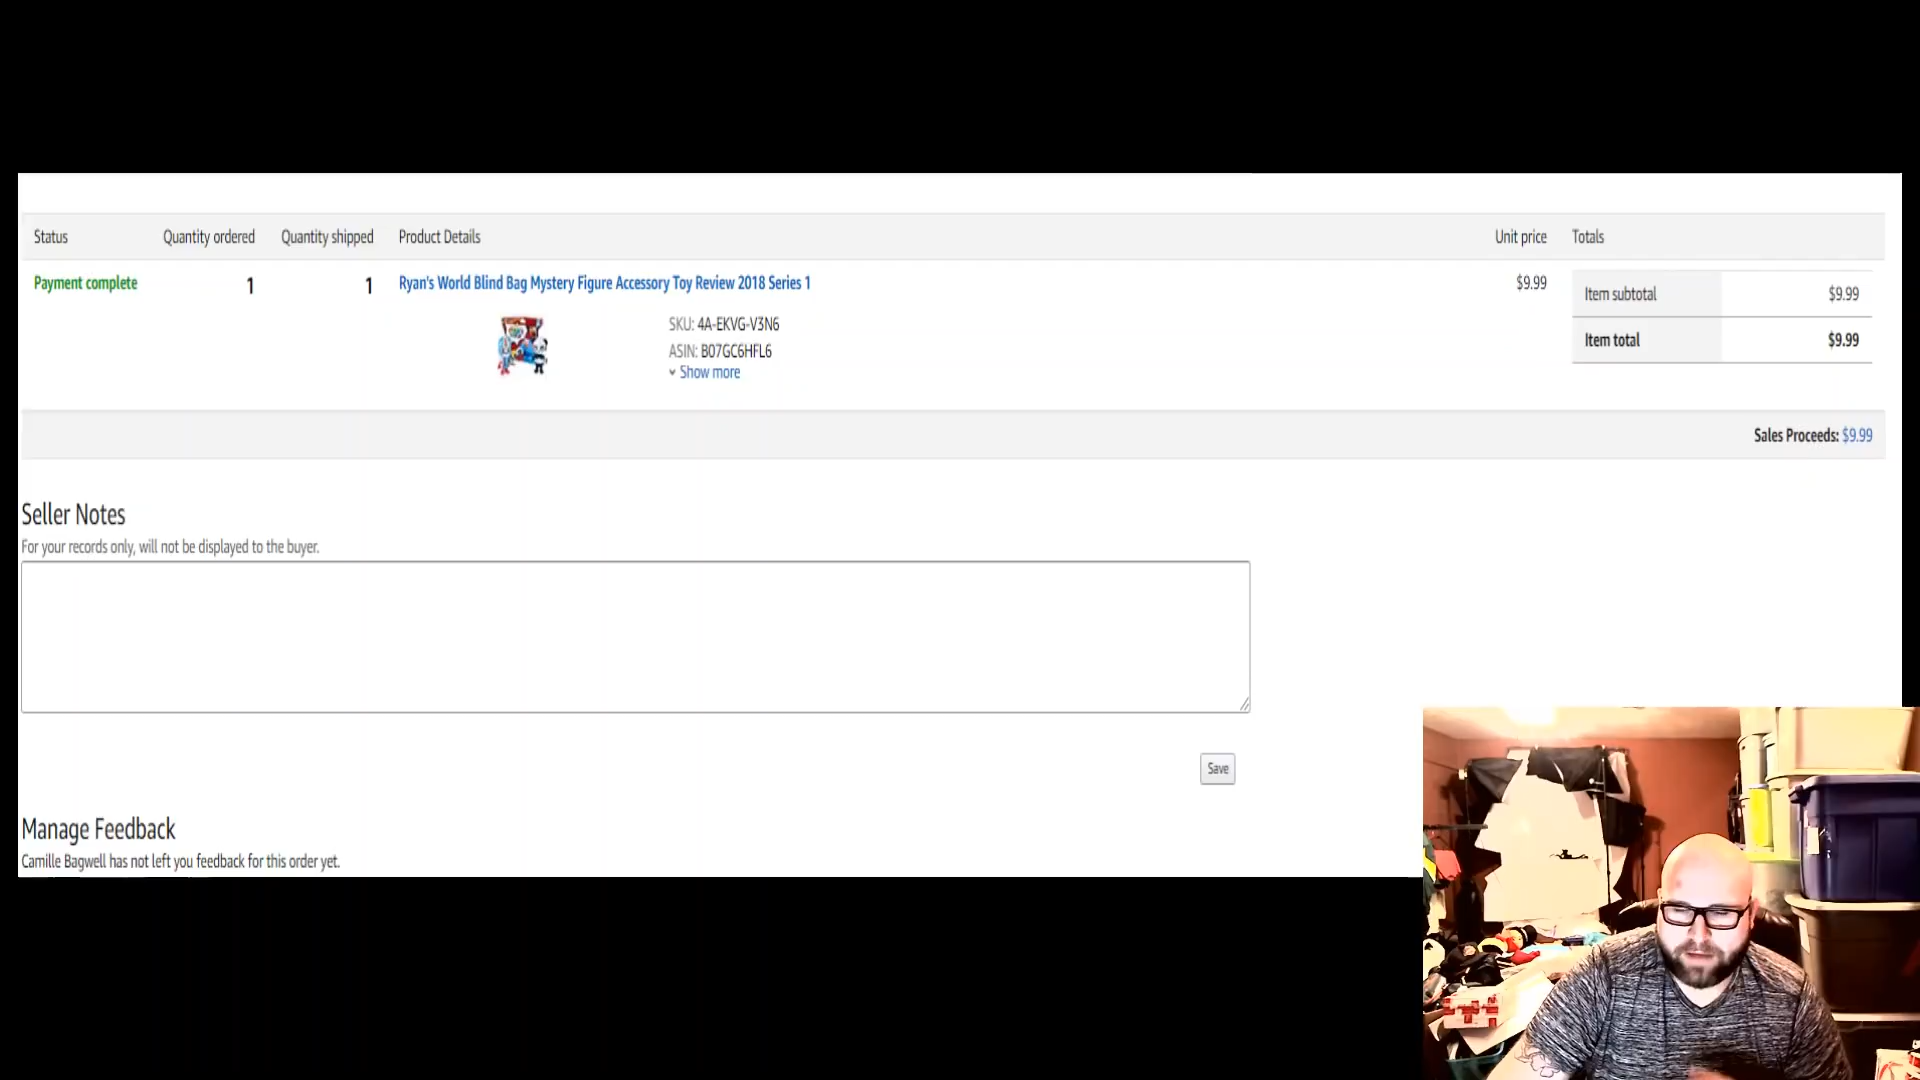 Status Quantity ordered Quantity shipped Product Details Unit price Totals
Payment complete 1 1 Ryan's World Blind Bag Mystery Figure Accessory Toy Review 2018 Series 1 $9.99
Item subtotal $9.99
SKU: 4A-EKVG-V3N6
Item total $9.99
ASIN: B07GC6HFL6
Show more
Sales Proceeds: $9.99
Seller Notes
For your records only, will not be displayed to the buyer.
Save
Manage Feedback
Camille Bagwell has not left you feedback for this order yet.